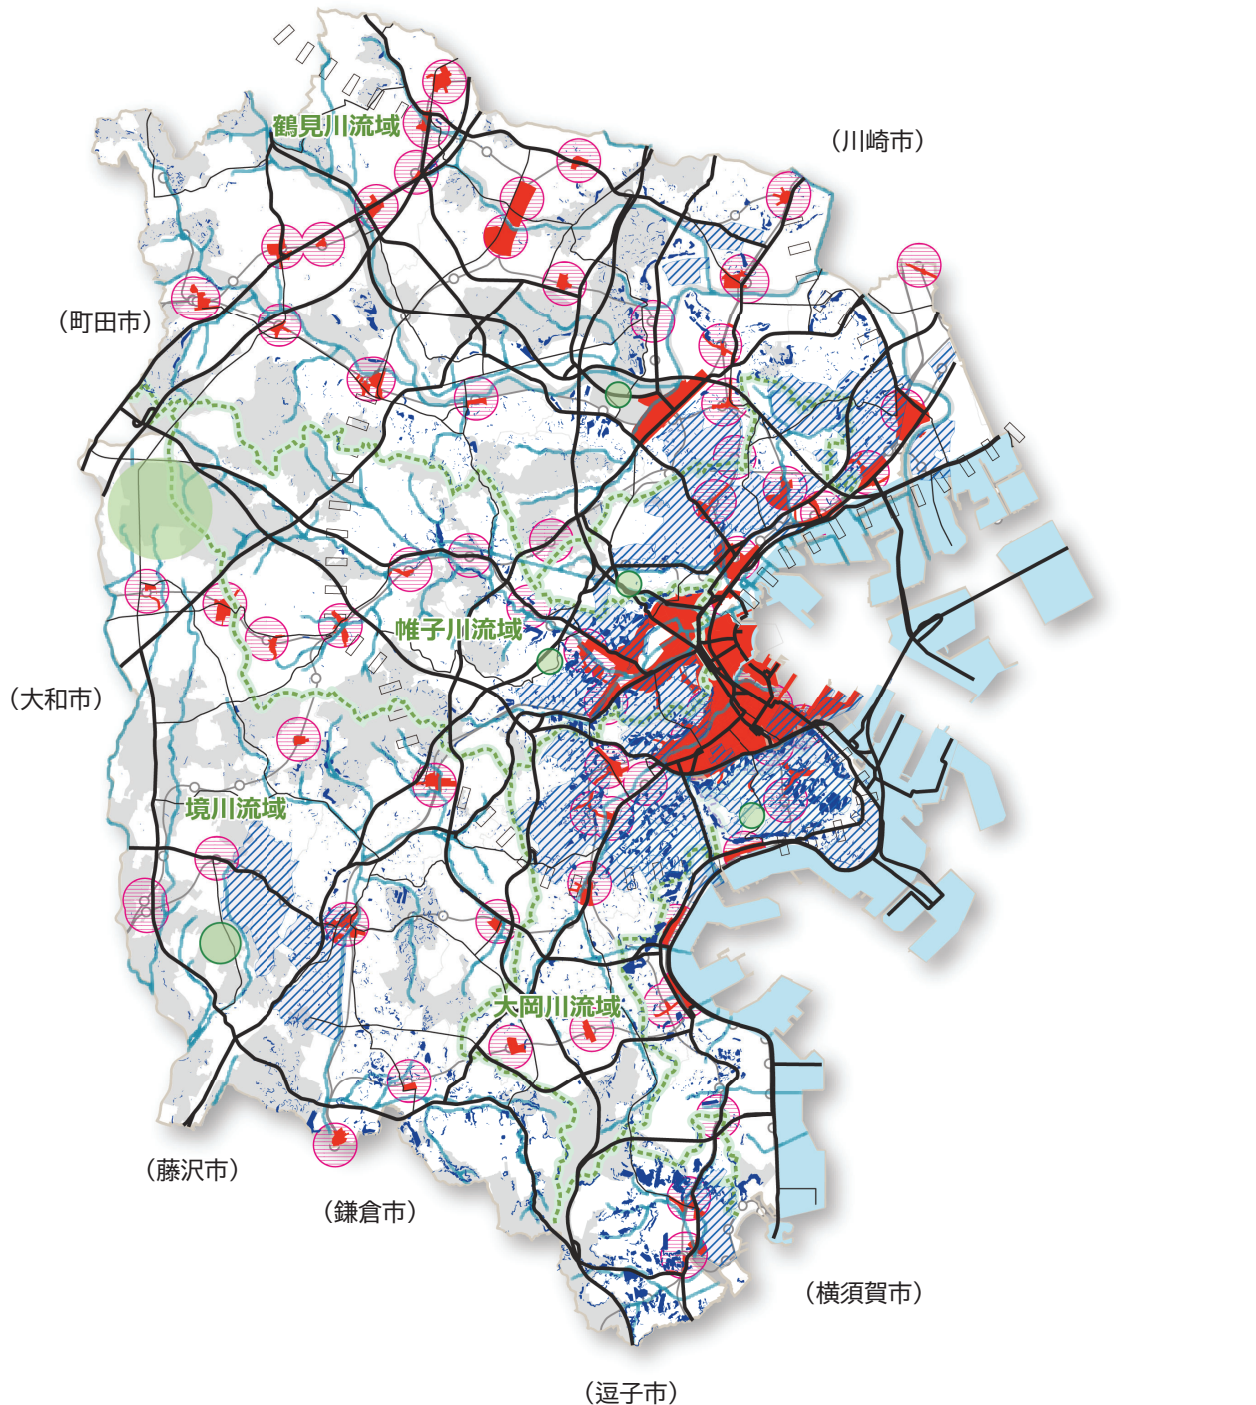 鶴見川流域
（川崎市）
（町田市）
帷子川流域
（大和市）
境川流域
大岡川流域
（藤沢市）
（鎌倉市）
（横須賀市）
（逗子市）